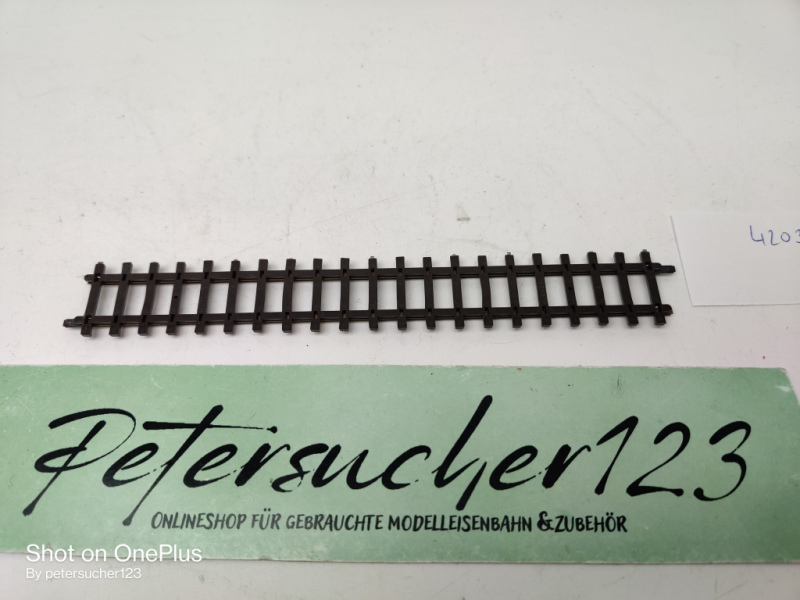 4203
Petersucher123
ONLINESHOP FÜR GEBRAUCHTE MODELLEISENBAHN & ZUBEHÖR
Shot on OnePlus
By petersucher123